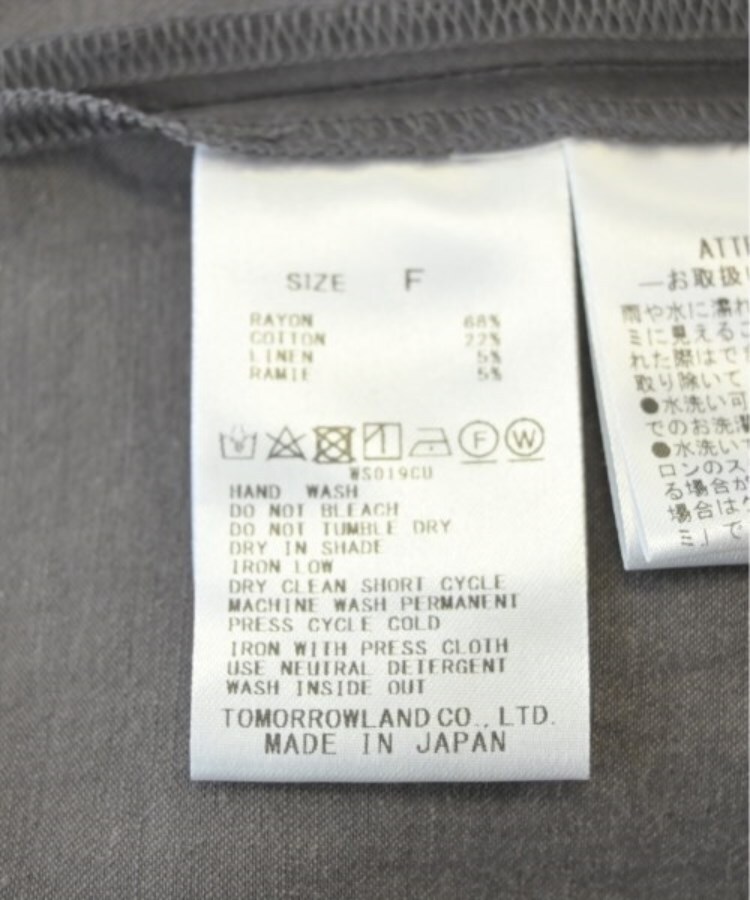 SIZE F
RAYON 68%
COTTON 22%
LINEN 5%
RAMIE 5%
F W
WS019CU
HAND WASH
DO NOT BLEACH
DO NOT TUMBLE DRY
DRY IN SHADE
IRON LOW
DRY CLEAN SHORT CYCLE
MACHINE WASH PERMANENT
PRESS CYCLE COLD
IRON WITH PRESS CLOTH
USE NEUTRAL DETERGENT
WASH INSIDE OUT
TOMORROWLAND CO., LTD.
MADE IN JAPAN
―お取扱
雨や水に濡れ
ミに見えるこ
れた際はで
取り除いて
●水洗い可
でのお洗濯
●水洗いで
ロンのス
る場合が
場合は
ミ」で